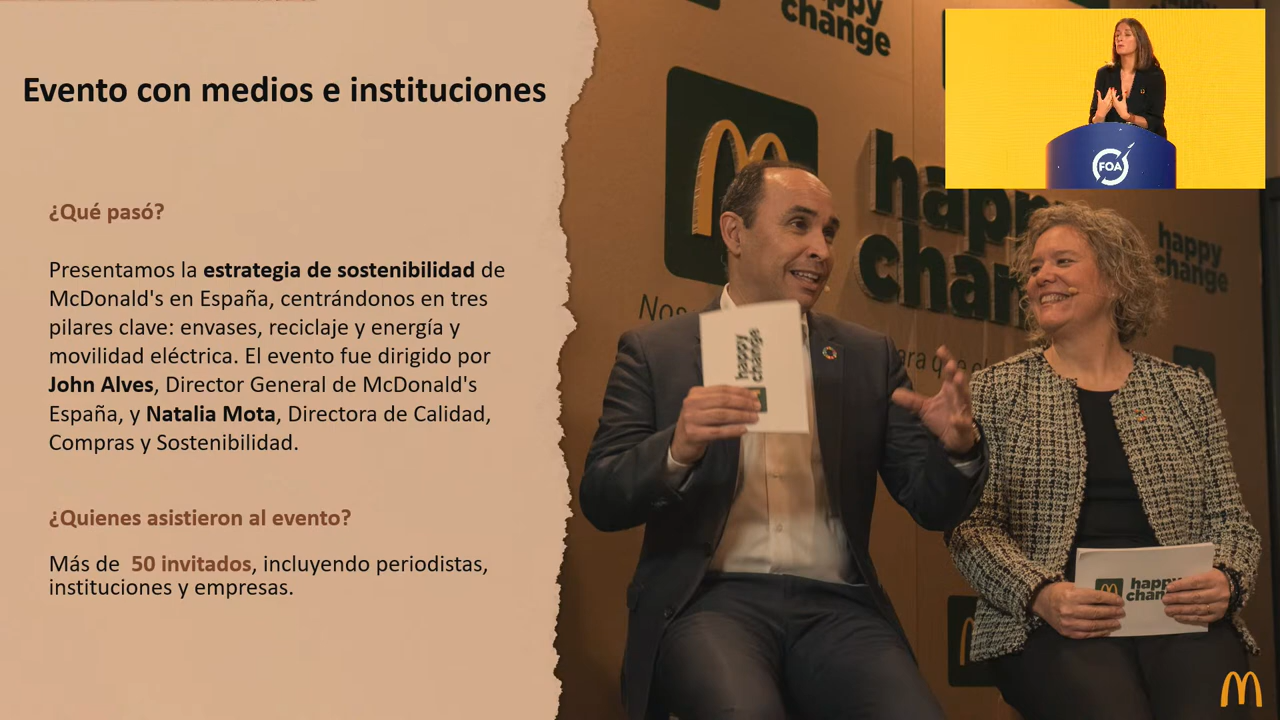 Evento con medios e instituciones
¿Qué pasó?
Presentamos la estrategia de sostenibilidad de
McDonald's en España, centrándonos en tres
pilares clave: envases, reciclaje y energía y
movilidad eléctrica. El evento fue dirigido por
John Alves, Director General de McDonald's
España, y Natalia Mota, Directora de Calidad,
Compras y Sostenibilidad.
¿Quienes asistieron al evento?
Más de 50 invitados, incluyendo periodistas,
instituciones y empresas.
happy
change
FOA
happy
change
happy
change
happy
change